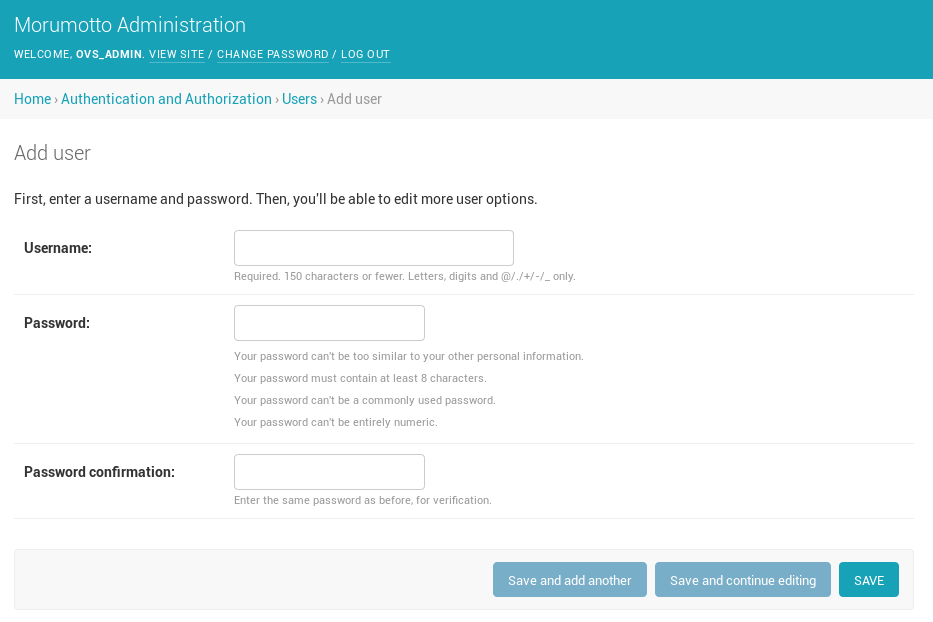 Morumotto Administration
WELCOME, OVS_ADMIN. VIEW SITE / CHANGE PASSWORD / LOG OUT
Home › Authentication and Authorization › Users › Add user
Add user
First, enter a username and password. Then, you'll be able to edit more user options.
Username:
Required. 150 characters or fewer. Letters, digits and @/./+/-/_ only.
Password:
Your password can't be too similar to your other personal information.
Your password must contain at least 8 characters.
Your password can't be a commonly used password.
Your password can't be entirely numeric.
Password confirmation:
Enter the same password as before, for verification.
Save and add another Save and continue editing SAVE